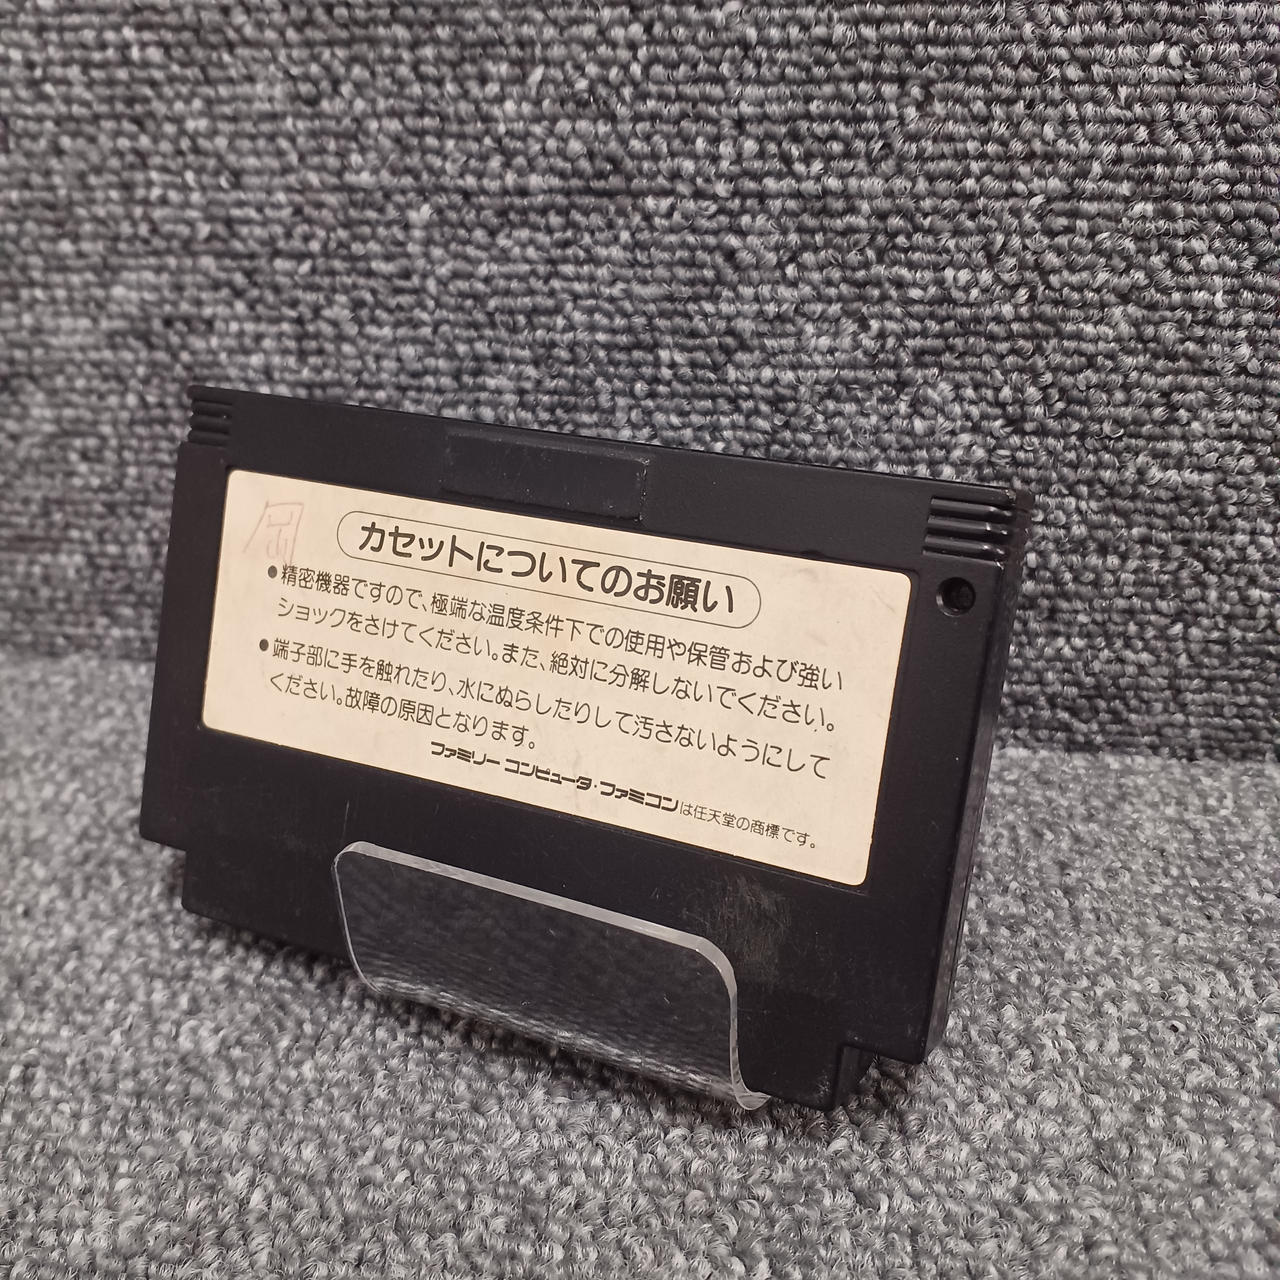 岡
カセットについてのお願い
●精密機器ですので、極端な温度条件下での使用や保管および強い
ショックをさけてください。また、絶対に分解しないでください。
●端子部に手を触れたり、水にぬらしたりして汚さないようにして
ください。故障の原因となります。
ファミリー コンピュータ・ファミコンは任天堂の商標です。